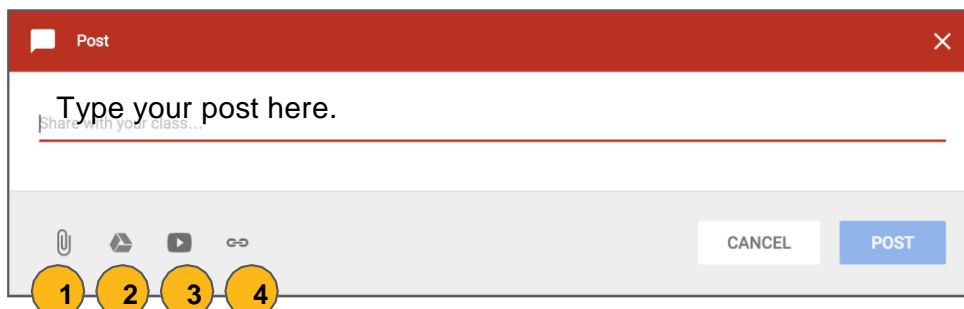 Post
Type your post here.
Share with your class...
CANCEL
POST
1
2
3
4